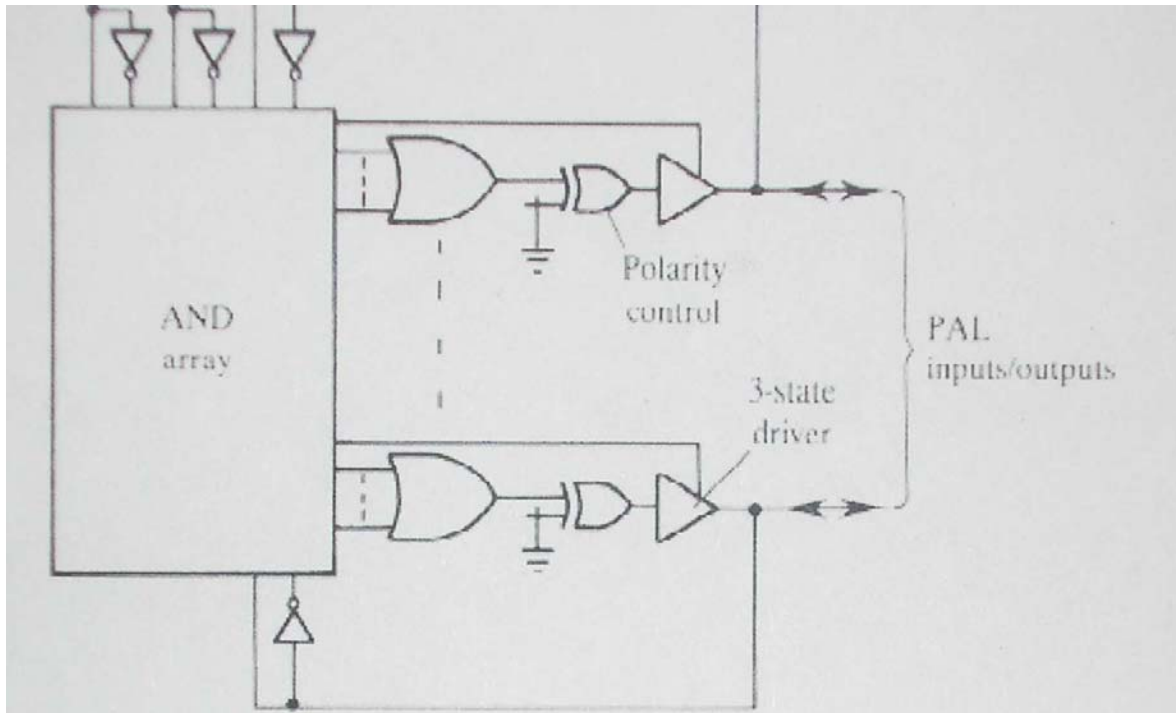 AND
array
Polarity
control
PAL
inputs/outputs
3-state
driver